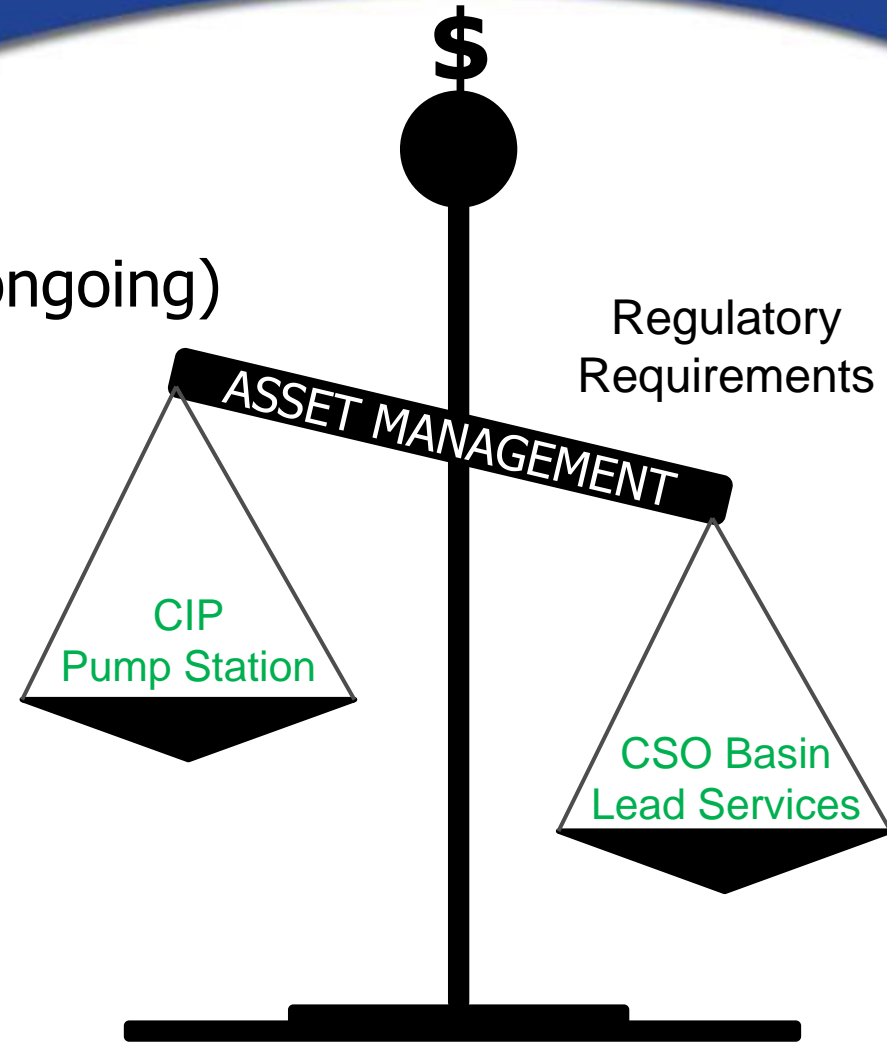 $
ongoing)
Regulatory
Requirements
ASSET MANAGEMENT
CIP
Pump Station
CSO Basin
Lead Services